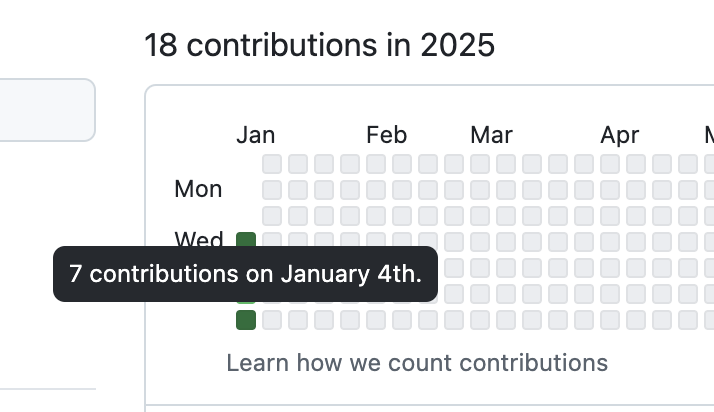 18 contributions in 2025
Jan Feb Mar Apr
Mon
Wed
7 contributions on January 4th.
Learn how we count contributions